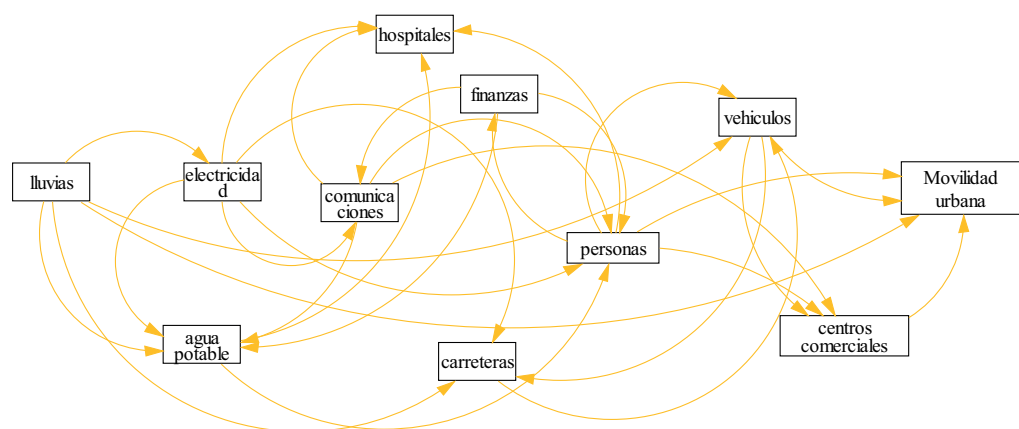 hospitales
finanzas
vehiculos
lluvias
electricida
d
comunica
ciones
Movilidad
urbana
personas
agua
potable
carreteras
centros
comerciales